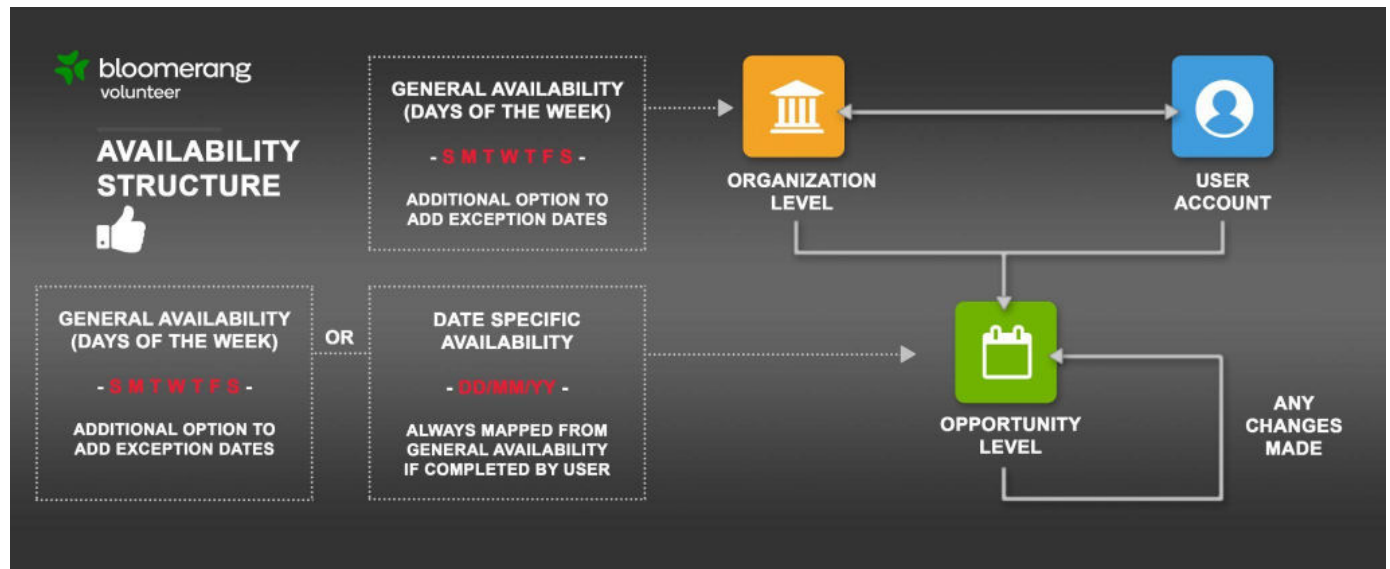 bloomerang
volunteer
AVAILABILITY
STRUCTURE
GENERAL AVAILABILITY
(DAYS OF THE WEEK)
- S M T W T F S -
ADDITIONAL OPTION TO
ADD EXCEPTION DATES
ORGANIZATION
LEVEL
USER
ACCOUNT
GENERAL AVAILABILITY
(DAYS OF THE WEEK)
- S M T W T F S -
ADDITIONAL OPTION TO
ADD EXCEPTION DATES
OR
DATE SPECIFIC
AVAILABILITY
- DD/MM/YY -
ALWAYS MAPPED FROM
GENERAL AVAILABILITY
IF COMPLETED BY USER
OPPORTUNITY
LEVEL
ANY
CHANGES
MADE